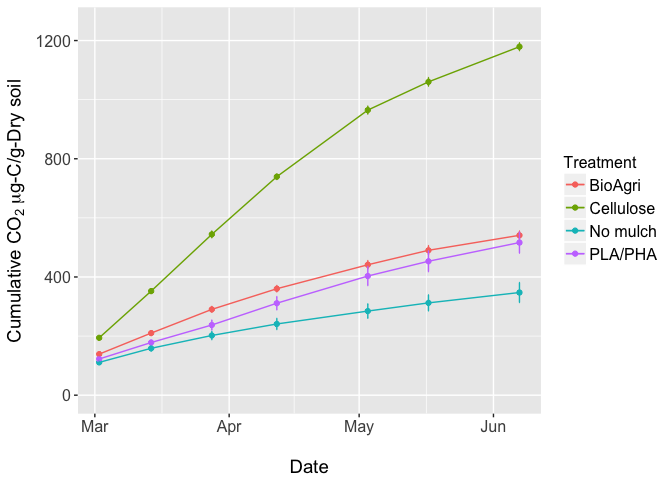 1200
800
400
0
Cumulative CO₂ μg-C/g-Dry soil
Mar Apr May Jun
Date
Treatment
BioAgri
Cellulose
No mulch
PLA/PHA